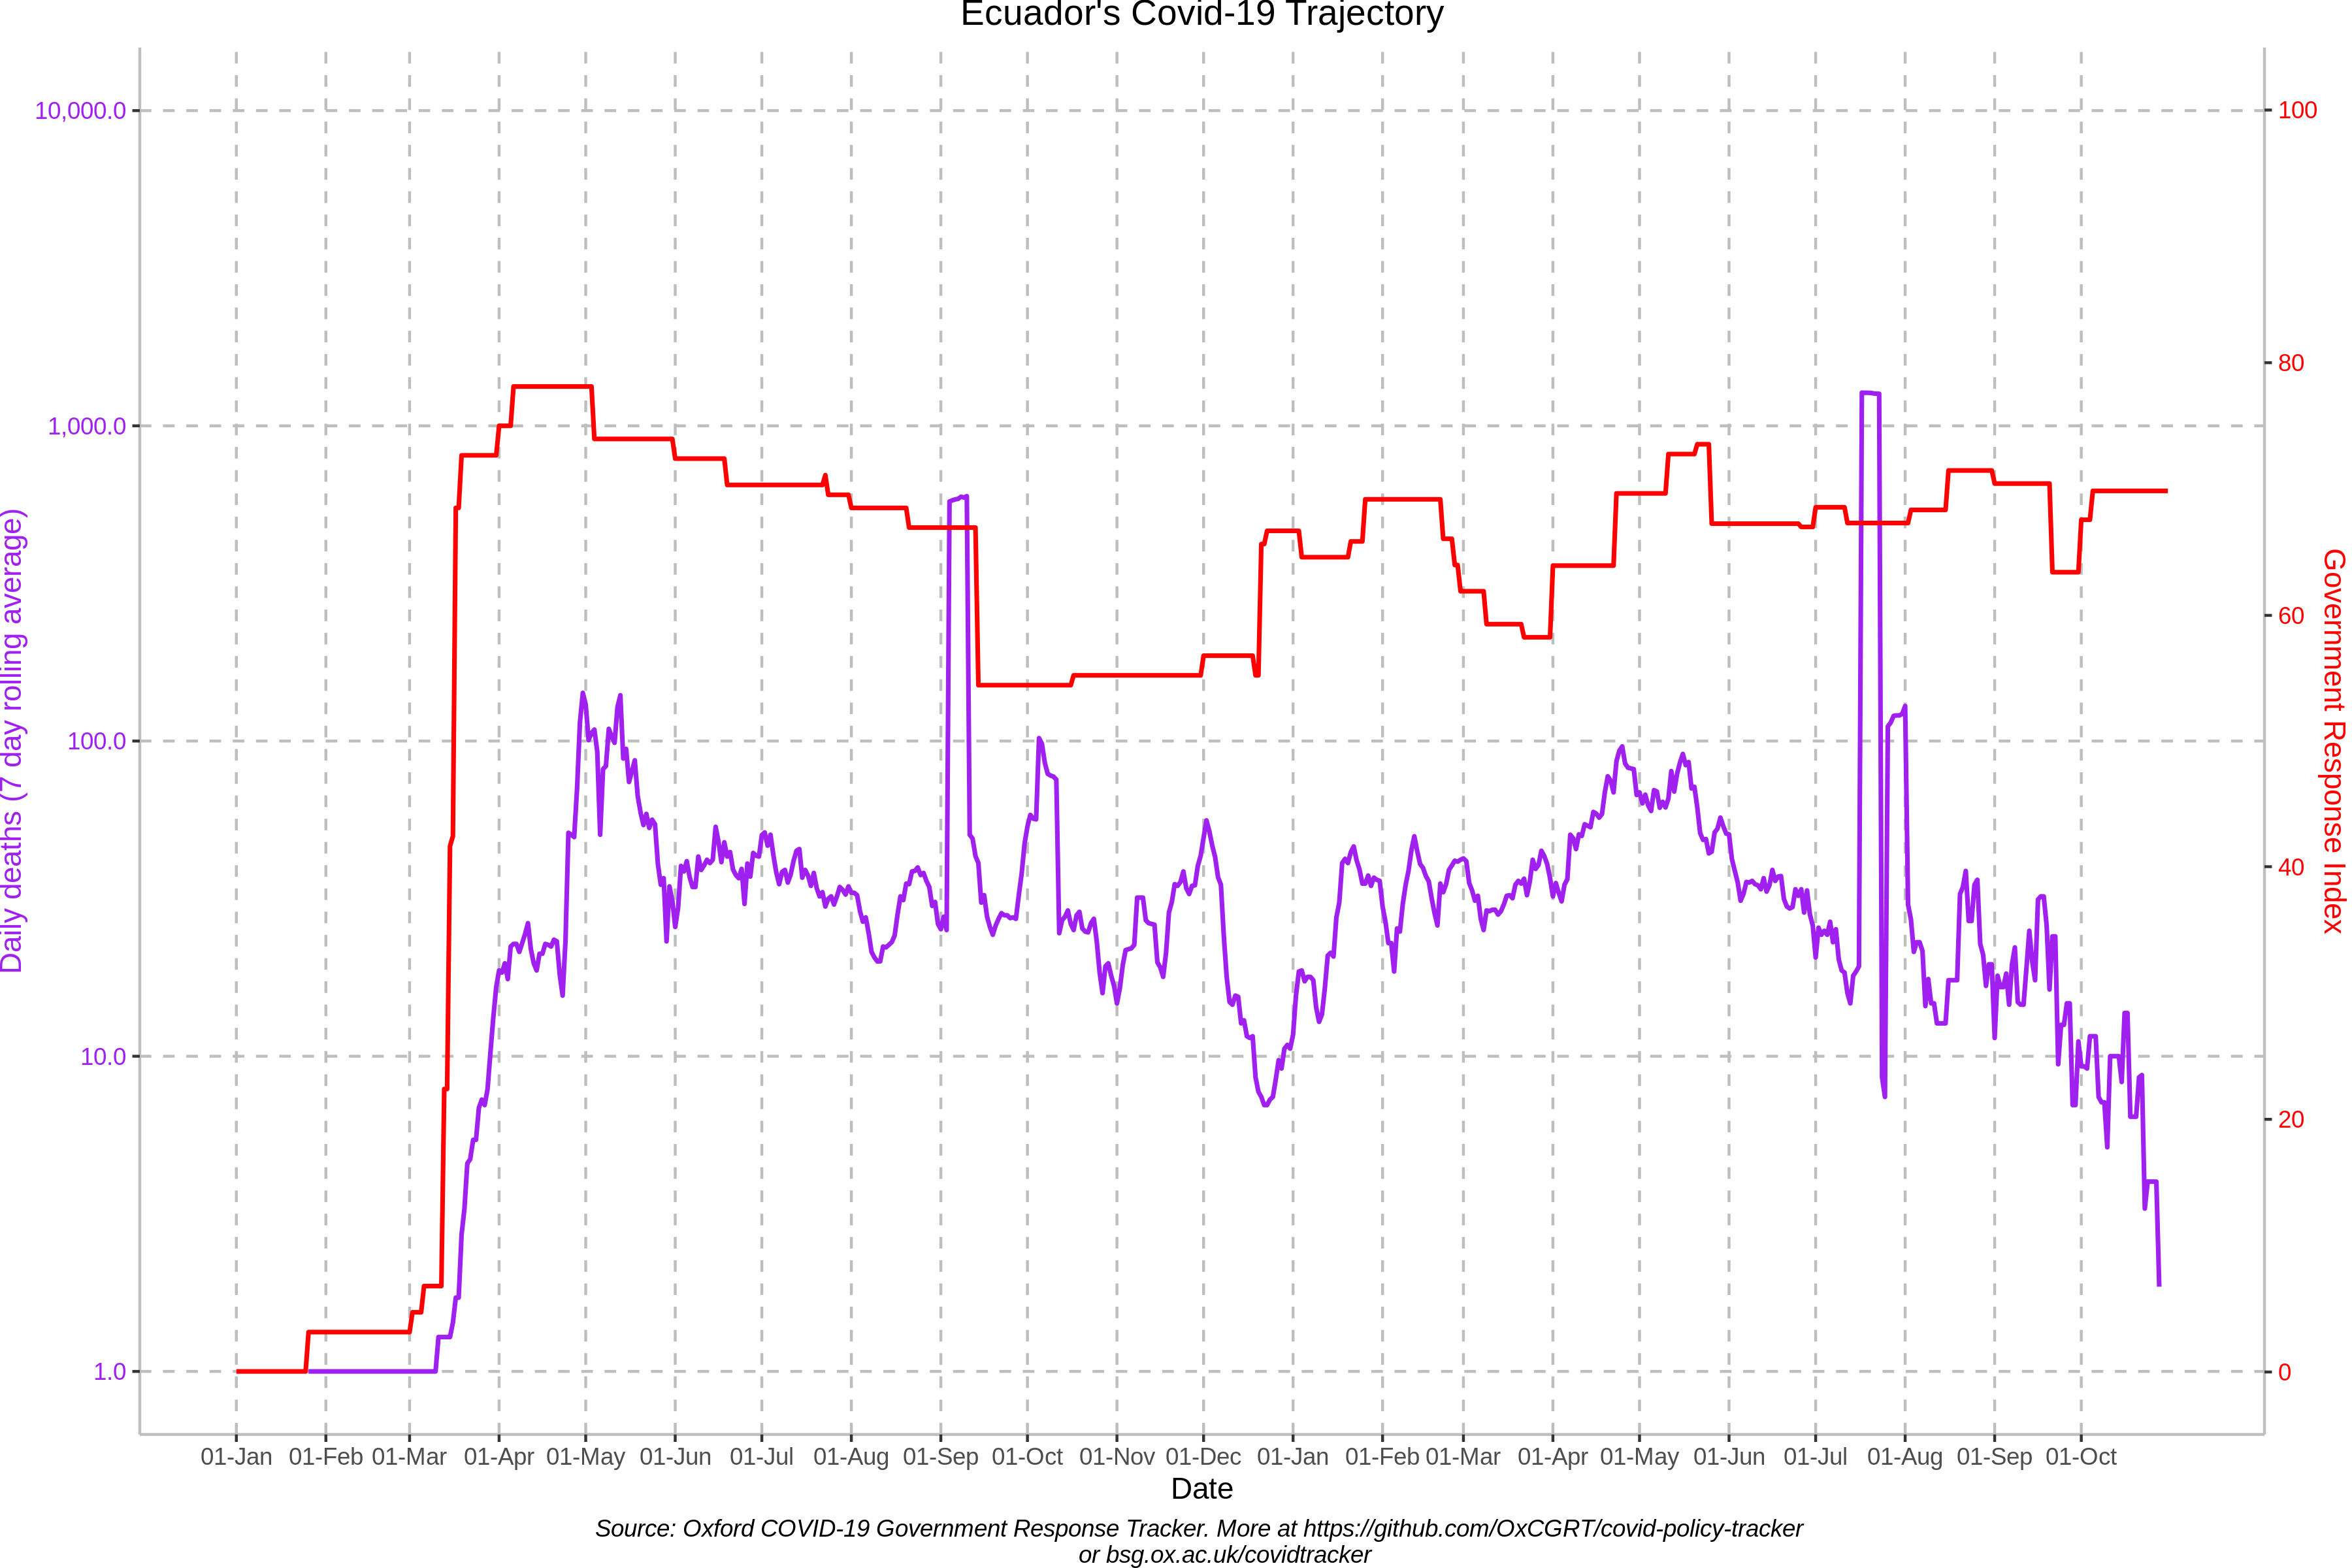 Ecuador's Covid-19 Trajectory
10,000.0
1,000.0
100.0
10.0
1.0
Daily deaths (7 day rolling average)
100
80
60
40
20
0
Government Response Index
01-Jan 01-Feb 01-Mar 01-Apr 01-May 01-Jun 01-Jul 01-Aug 01-Sep 01-Oct 01-Nov 01-Dec 01-Jan 01-Feb 01-Mar 01-Apr 01-May 01-Jun 01-Jul 01-Aug 01-Sep 01-Oct
Date
Source: Oxford COVID-19 Government Response Tracker. More at https://github.com/OxCGRT/covid-policy-tracker
or bsg.ox.ac.uk/covidtracker